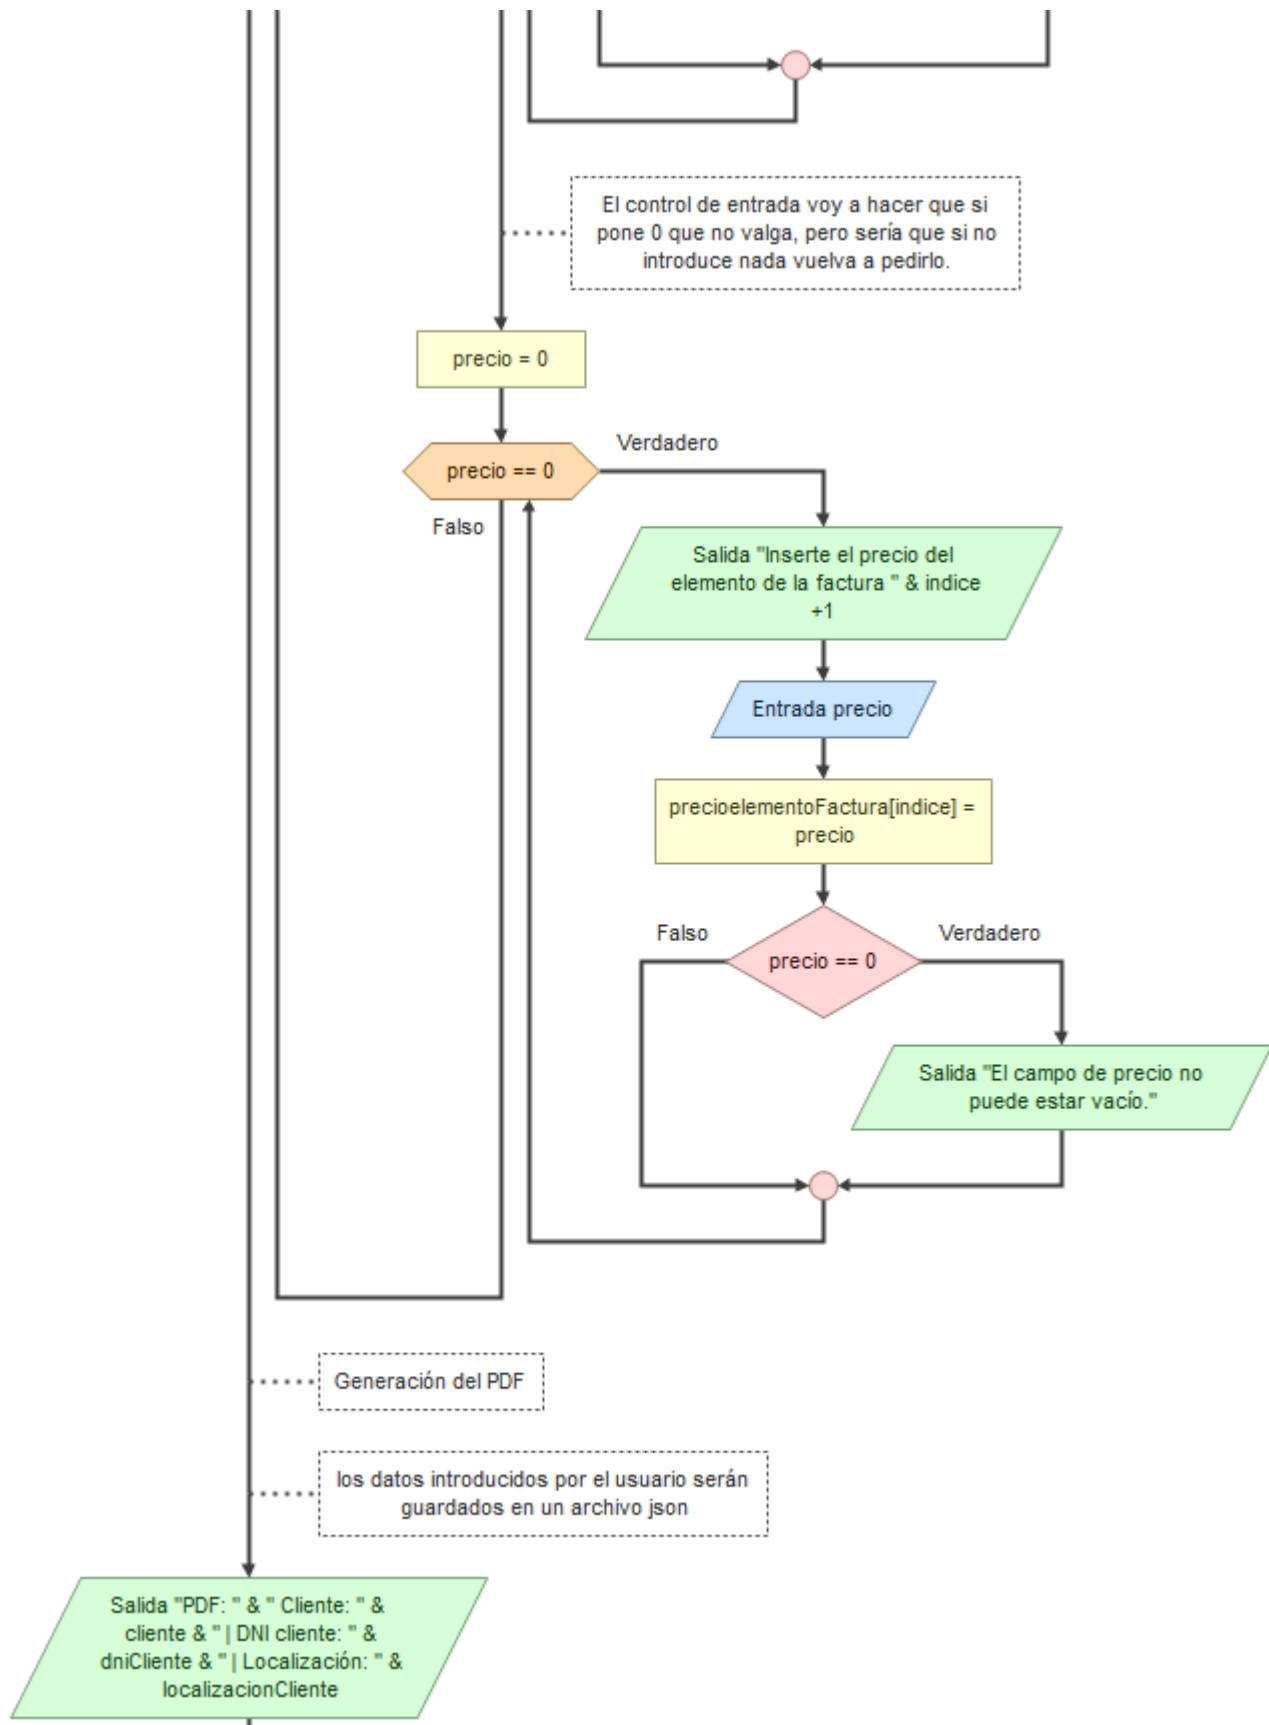 El control de entrada voy a hacer que si
pone 0 que no valga, pero sería que si no
introduce nada vuelva a pedirlo.
precio = 0
precio == 0
Verdadero
Falso
Salida "Inserte el precio del
elemento de la factura " & indice
+1
Entrada precio
precioelementoFactura[indice] =
precio
Falso
precio == 0
Verdadero
Salida "El campo de precio no
puede estar vacío."
Generación del PDF
los datos introducidos por el usuario serán
guardados en un archivo json
Salida "PDF: " & " Cliente: " &
cliente & " | DNI cliente: " &
dniCliente & " | Localización: " &
localizacionCliente